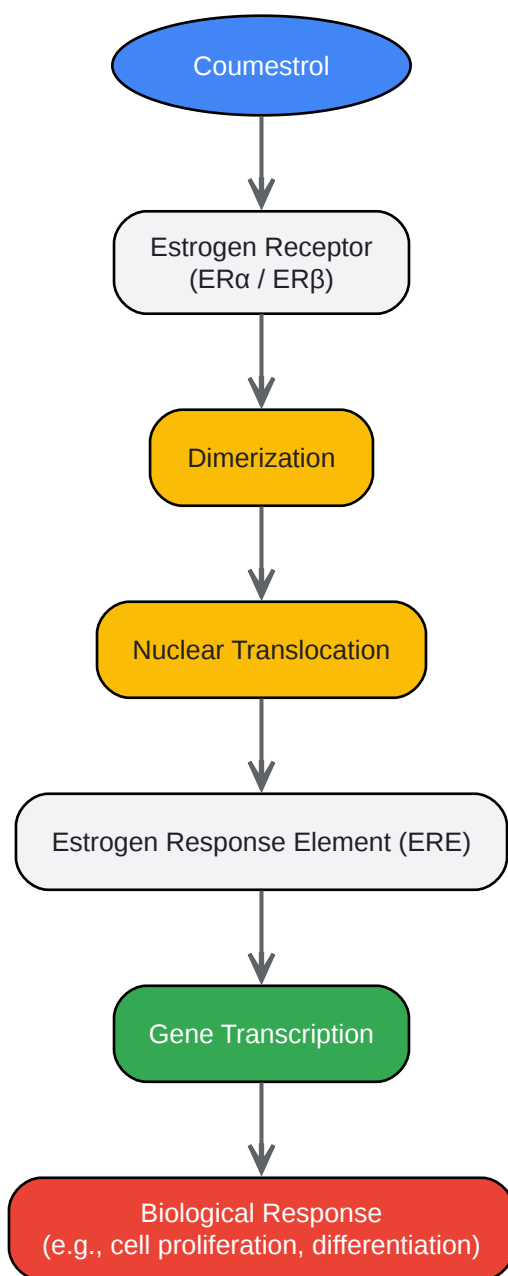 Coumestrol
Estrogen Receptor
(ERα / ERβ)
Dimerization
Nuclear Translocation
Estrogen Response Element (ERE)
Gene Transcription
Biological Response
(e.g., cell proliferation, differentiation)